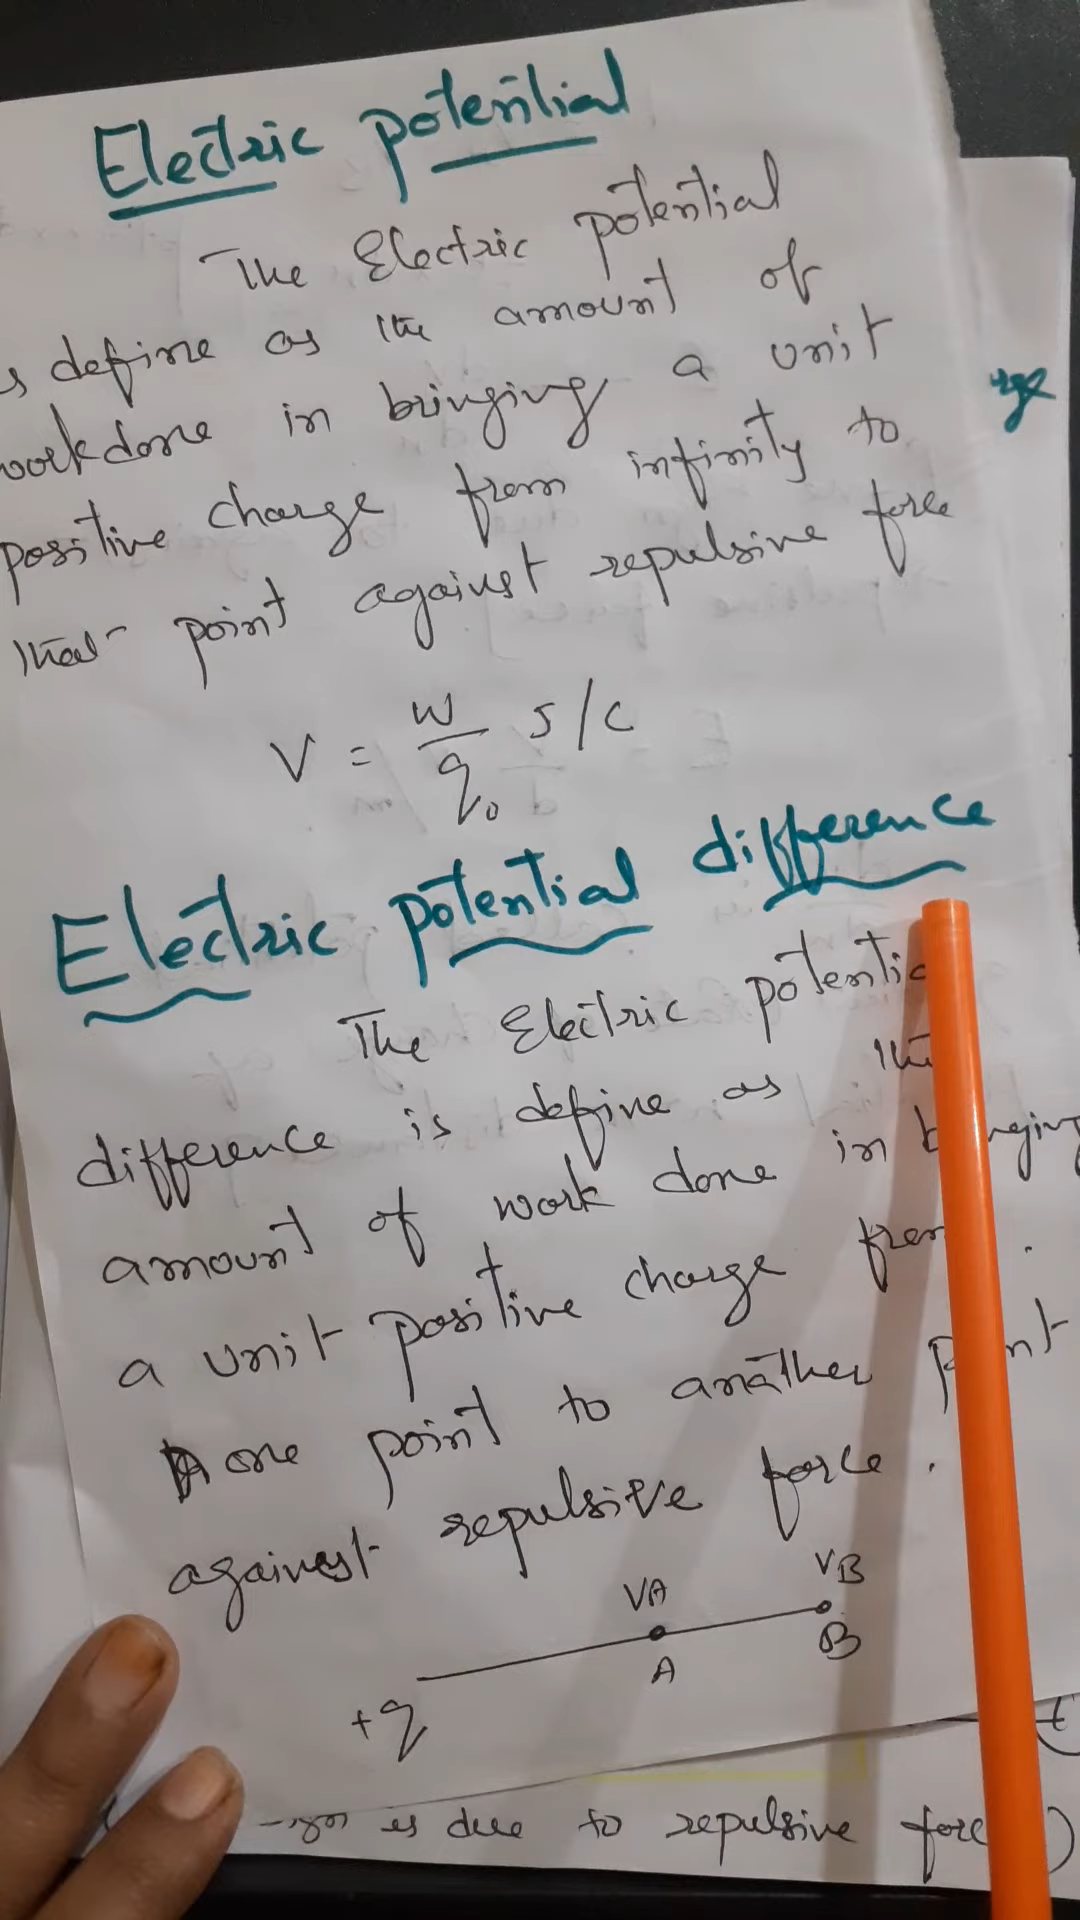 Electric potential
The Electric potential
is define as the amount of
workdone in bringing a unit
positive charge from infinity to
that point against repulsive force
V = W/q₀ J/C
Electric potential difference
The Electric
difference is define as the
amount of work done in
a unit positive charge from
one point to another
against repulsive force.
VA VB
A B
+q
is due to repulsive force )